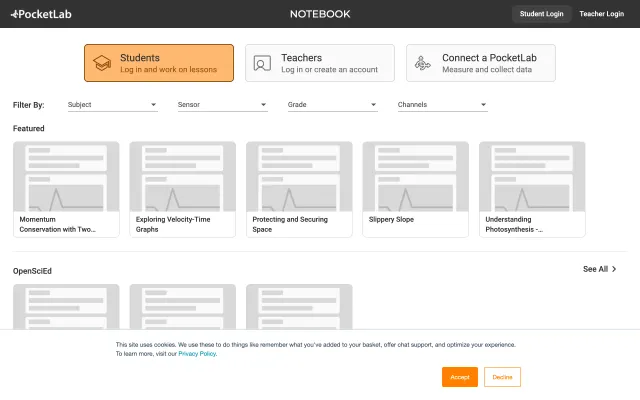 PocketLab
NOTEBOOK
Student Login
Teacher Login
Students
Log in and work on lessons
Teachers
Log in or create an account
Connect a PocketLab
Measure and collect data
Filter By:
Subject
Sensor
Grade
Channels
Featured
Momentum
Conservation with Two...
Exploring Velocity-Time
Graphs
Protecting and Securing
Space
Slippery Slope
Understanding
Photosynthesis -...
OpenSciEd
See All
This site uses cookies. We use these to do things like remember what you've added to your basket, offer chat support, and optimize your experience.
To learn more, visit our Privacy Policy.
Accept
Decline